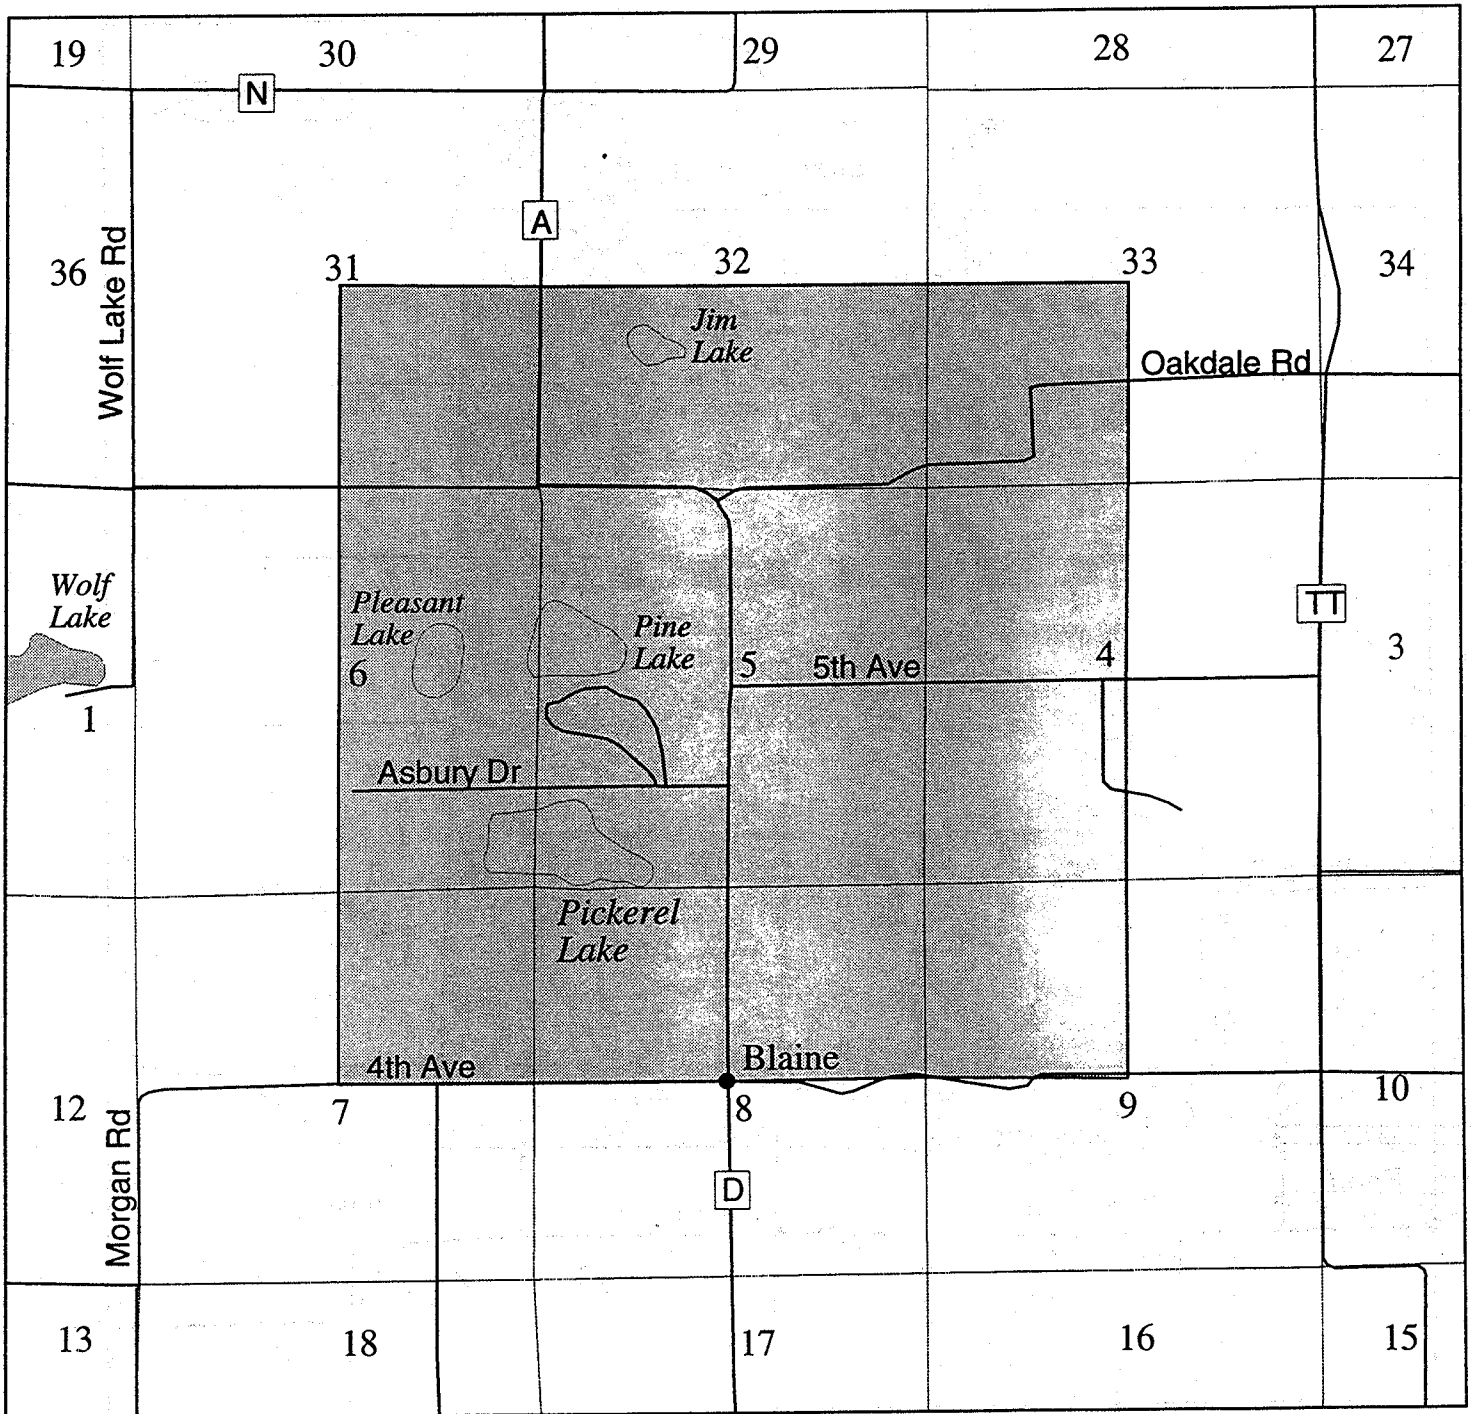 19
30
29
28
27
N
A
31
32
33
36
34
Wolf Lake Rd
Jim
Lake
Oakdale Rd
Wolf
Lake
Pleasant
Lake
6
Pine
Lake
5
5th Ave
4
TT
3
1
Asbury Dr
Pickerel
Lake
4th Ave
Blaine
12
7
8
9
10
Morgan Rd
D
13
18
17
16
15